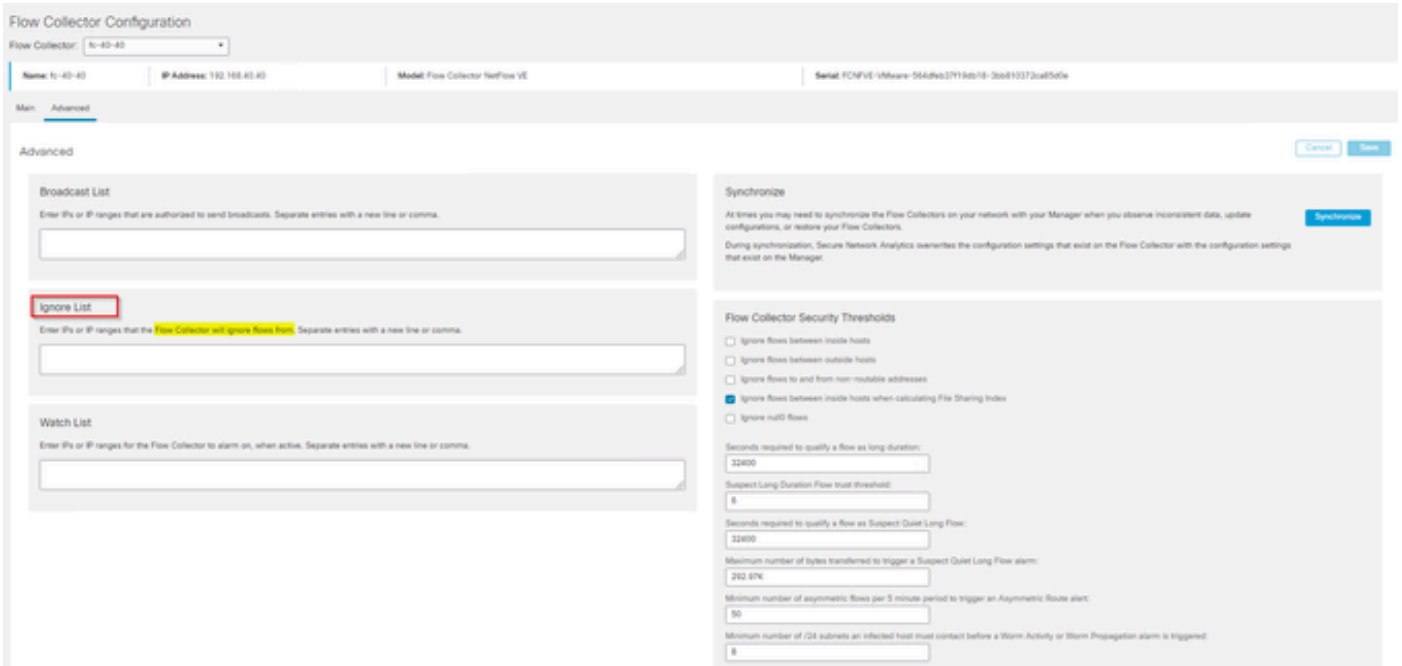 Flow Collector Configuration
Flow Collector: fc-40-40
Name: fc-40-40 IP Address: 192.168.40.40 Model: Flow Collector NetFlow VE Serial:
Main Advanced
Advanced
Cancel Save
Broadcast List
Enter IPs or IP ranges that are authorized to send broadcasts. Separate entries with a new line or comma.
Ignore List
Enter IPs or IP ranges that the Flow Collector will ignore flows from. Separate entries with a new line or comma.
Watch List
Enter IPs or IP ranges for the Flow Collector to alarm on, when active. Separate entries with a new line or comma.
Synchronize
At times you may need to synchronize the Flow Collectors on your network with your Manager when you observe inconsistent data, update
configurations, or restore your Flow Collectors.
Synchronize
During synchronization, Secure Network Analytics overwrites the configuration settings that exist on the Flow Collector with the configuration settings
that exist on the Manager.
Flow Collector Security Thresholds
Ignore flows between inside hosts
Ignore flows between outside hosts
Ignore flows to and from non-routable addresses
Ignore flows between inside hosts when calculating File Sharing Index
Ignore null0 flows
Seconds required to qualify a flow as long duration:
32400
Suspect Long Duration Flow trust threshold:
6
Seconds required to qualify a flow as Suspect Quiet Long Flow:
32400
Maximum number of bytes transferred to trigger a Suspect Quiet Long Flow alarm:
292.97K
Minimum number of asymmetric flows per 5 minute period to trigger an Asymmetric Route alert:
50
Minimum number of /24 subnets an infected host must contact before a Worm Activity or Worm Propagation alarm is triggered:
8